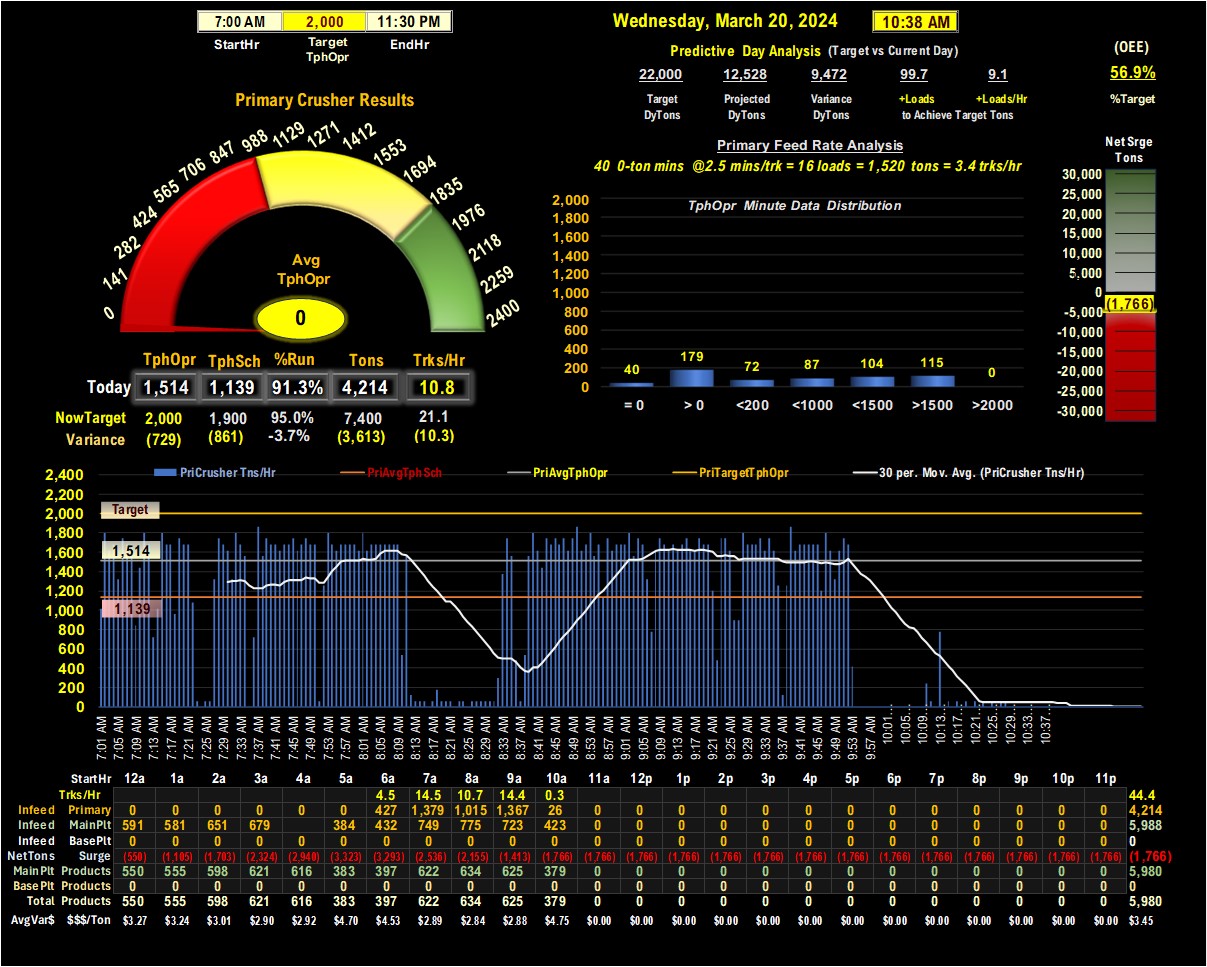 7:00 AM 2,000 11:30 PM
StartHr Target TphOpr EndHr
Wednesday, March 20, 2024 10:38 AM
Predictive Day Analysis (Target vs Current Day)
22,000 12,528 9,472 99.7 9.1
Target Projected Variance +Loads +Loads/Hr
DyTons DyTons DyTons to Achieve Target Tons
(OEE)
56.9%
%Target
Primary Crusher Results
0 141 282 424 565 706 847 988 1129 1271 1412 1553 1694 1835 1976 2118 2259 2400
Avg
TphOpr
0
TphOpr TphSch %Run Tons Trks/Hr
Today 1,514 1,139 91.3% 4,214 10.8
NowTarget 2,000 1,900 95.0% 7,400 21.1
Variance (729) (861) -3.7% (3,613) (10.3)
Primary Feed Rate Analysis
40 0-ton mins @2.5 mins/trk = 16 loads = 1,520 tons = 3.4 trks/hr
TphOpr Minute Data Distribution
2,000
1,800
1,600
1,400
1,200
1,000
800
600
400
200
0
40 179 72 87 104 115 0
= 0 > 0 <200 <1000 <1500 >1500 >2000
Net Srge
Tons
30,000
25,000
20,000
15,000
10,000
5,000
0
(1,766)
-5,000
-10,000
-15,000
-20,000
-25,000
-30,000
PriCrusher Tns/Hr PriAvgTphSch PriAvgTphOpr PriTargetTphOpr 30 per. Mov. Avg. (PriCrusher Tns/Hr)
2,400
2,200
2,000
1,800
1,600
1,400
1,200
1,000
800
600
400
200
0
Target
1,514
1,139
7:01 AM 7:05 AM 7:09 AM 7:13 AM 7:17 AM 7:21 AM 7:25 AM 7:29 AM 7:33 AM 7:37 AM 7:41 AM 7:45 AM 7:49 AM 7:53 AM 7:57 AM 8:01 AM 8:05 AM 8:09 AM 8:13 AM 8:17 AM 8:21 AM 8:25 AM 8:29 AM 8:33 AM 8:37 AM 8:41 AM 8:45 AM 8:49 AM 8:53 AM 8:57 AM 9:01 AM 9:05 AM 9:09 AM 9:13 AM 9:17 AM 9:21 AM 9:25 AM 9:29 AM 9:33 AM 9:37 AM 9:41 AM 9:45 AM 9:49 AM 9:53 AM 9:57 AM 10:01… 10:05… 10:09… 10:13… 10:17… 10:21… 10:25… 10:29… 10:33… 10:37…
StartHr 12a 1a 2a 3a 4a 5a 6a 7a 8a 9a 10a 11a 12p 1p 2p 3p 4p 5p 6p 7p 8p 9p 10p 11p
Trks/Hr 4.5 14.5 10.7 14.4 0.3 44.4
Infeed Primary 0 0 0 0 0 0 427 1,379 1,015 1,367 26 0 0 0 0 0 0 0 0 0 0 0 0 0 4,214
Infeed MainPlt 591 581 651 679 384 432 749 775 723 423 0 0 0 0 0 0 0 0 0 0 0 0 0 5,988
Infeed BasePlt 0 0 0 0 0 0 0 0 0 0 0 0 0 0 0 0 0 0 0 0 0 0 0 0 0
NetTons Surge (550) (1,105) (1,703) (2,324) (2,940) (3,323) (3,293) (2,536) (2,155) (1,413) (1,766) (1,766) (1,766) (1,766) (1,766) (1,766) (1,766) (1,766) (1,766) (1,766) (1,766) (1,766) (1,766) (1,766) (1,766)
MainPlt Products 550 555 598 621 616 383 397 622 634 625 379 0 0 0 0 0 0 0 0 0 0 0 0 0 5,980
BasePlt Products 0 0 0 0 0 0 0 0 0 0 0 0 0 0 0 0 0 0 0 0 0 0 0 0 0
Total Products 550 555 598 621 616 383 397 622 634 625 379 0 0 0 0 0 0 0 0 0 0 0 0 0 5,980
AvgVar$ $$$/Ton $3.27 $3.24 $3.01 $2.90 $2.92 $4.70 $4.53 $2.89 $2.84 $2.88 $4.75 $0.00 $0.00 $0.00 $0.00 $0.00 $0.00 $0.00 $0.00 $0.00 $0.00 $0.00 $0.00 $0.00 $3.45